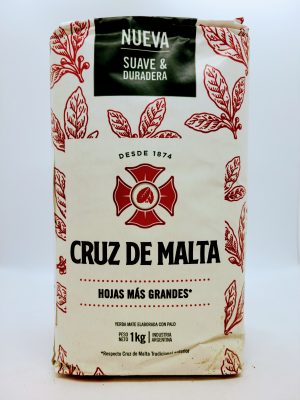 NUEVA
SUAVE &
DURADERA
DESDE 1874
CRUZ DE MALTA
HOJAS MÁS GRANDES*
YERBA MATE ELABORADA CON PALO
PESO
NETO
1kg
INDUSTRIA
ARGENTINA
*Respecto Cruz de Malta Tradicional anterior